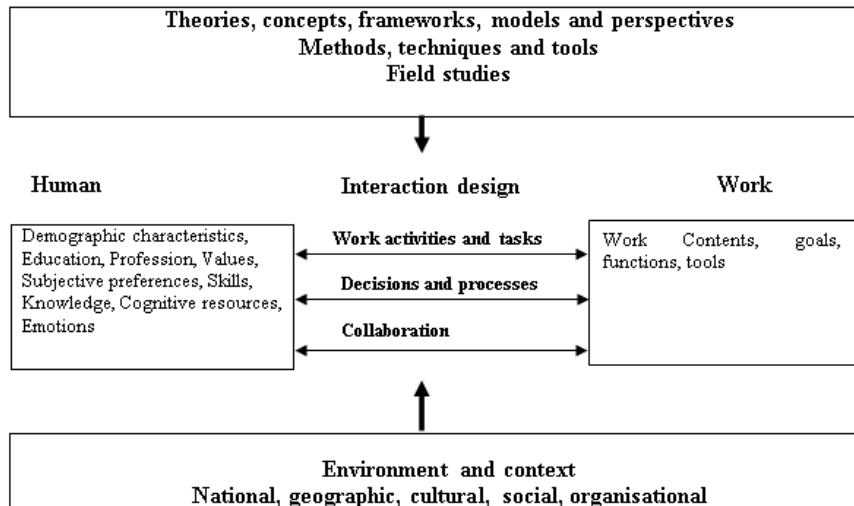 Theories, concepts, frameworks, models and perspectives
Methods, techniques and tools
Field studies
Human
Interaction design
Work
Demographic characteristics,
Education, Profession, Values,
Subjective preferences, Skills,
Knowledge, Cognitive resources,
Emotions
Work activities and tasks
Decisions and processes
Collaboration
Work Contents, goals,
functions, tools
Environment and context
National, geographic, cultural, social, organisational